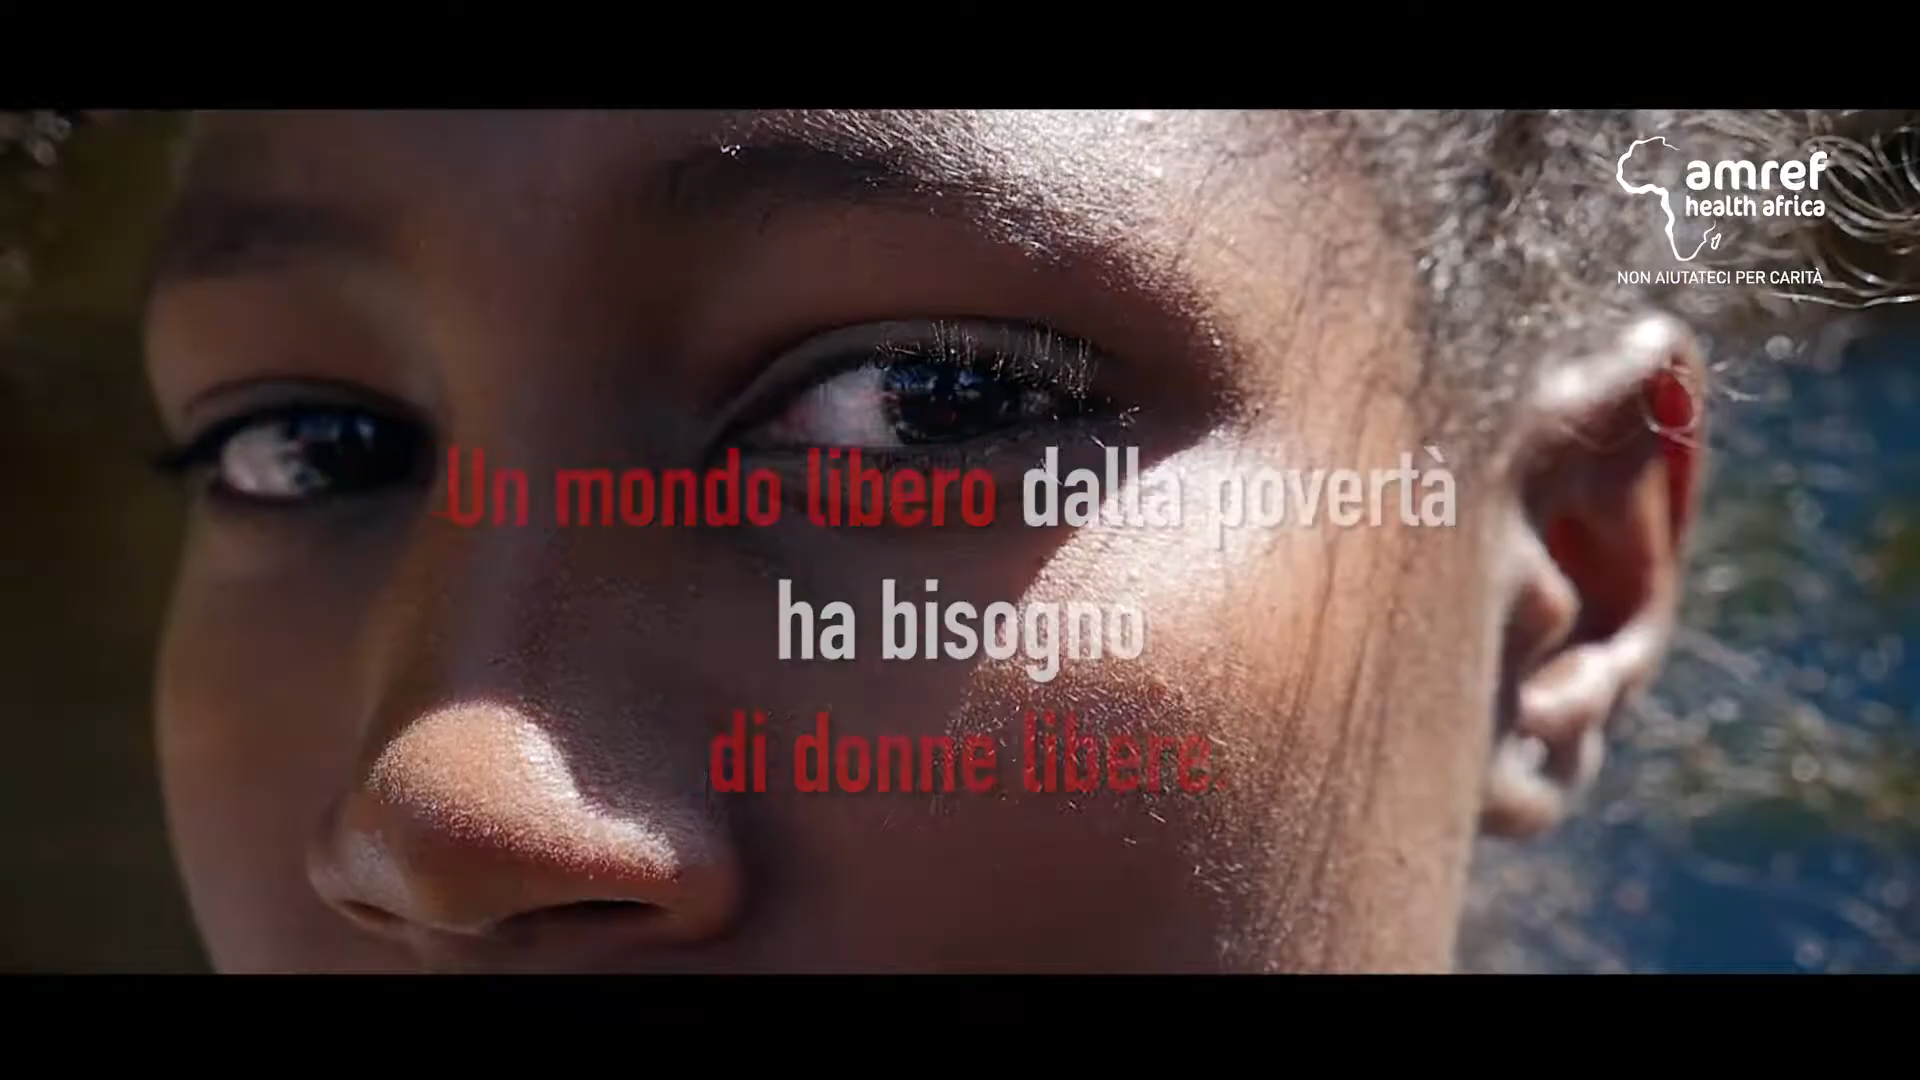 amref
health africa
NON AIUTATECI PER CARITÀ
Un mondo libero dalla povertà
ha bisogno
di donne libere.